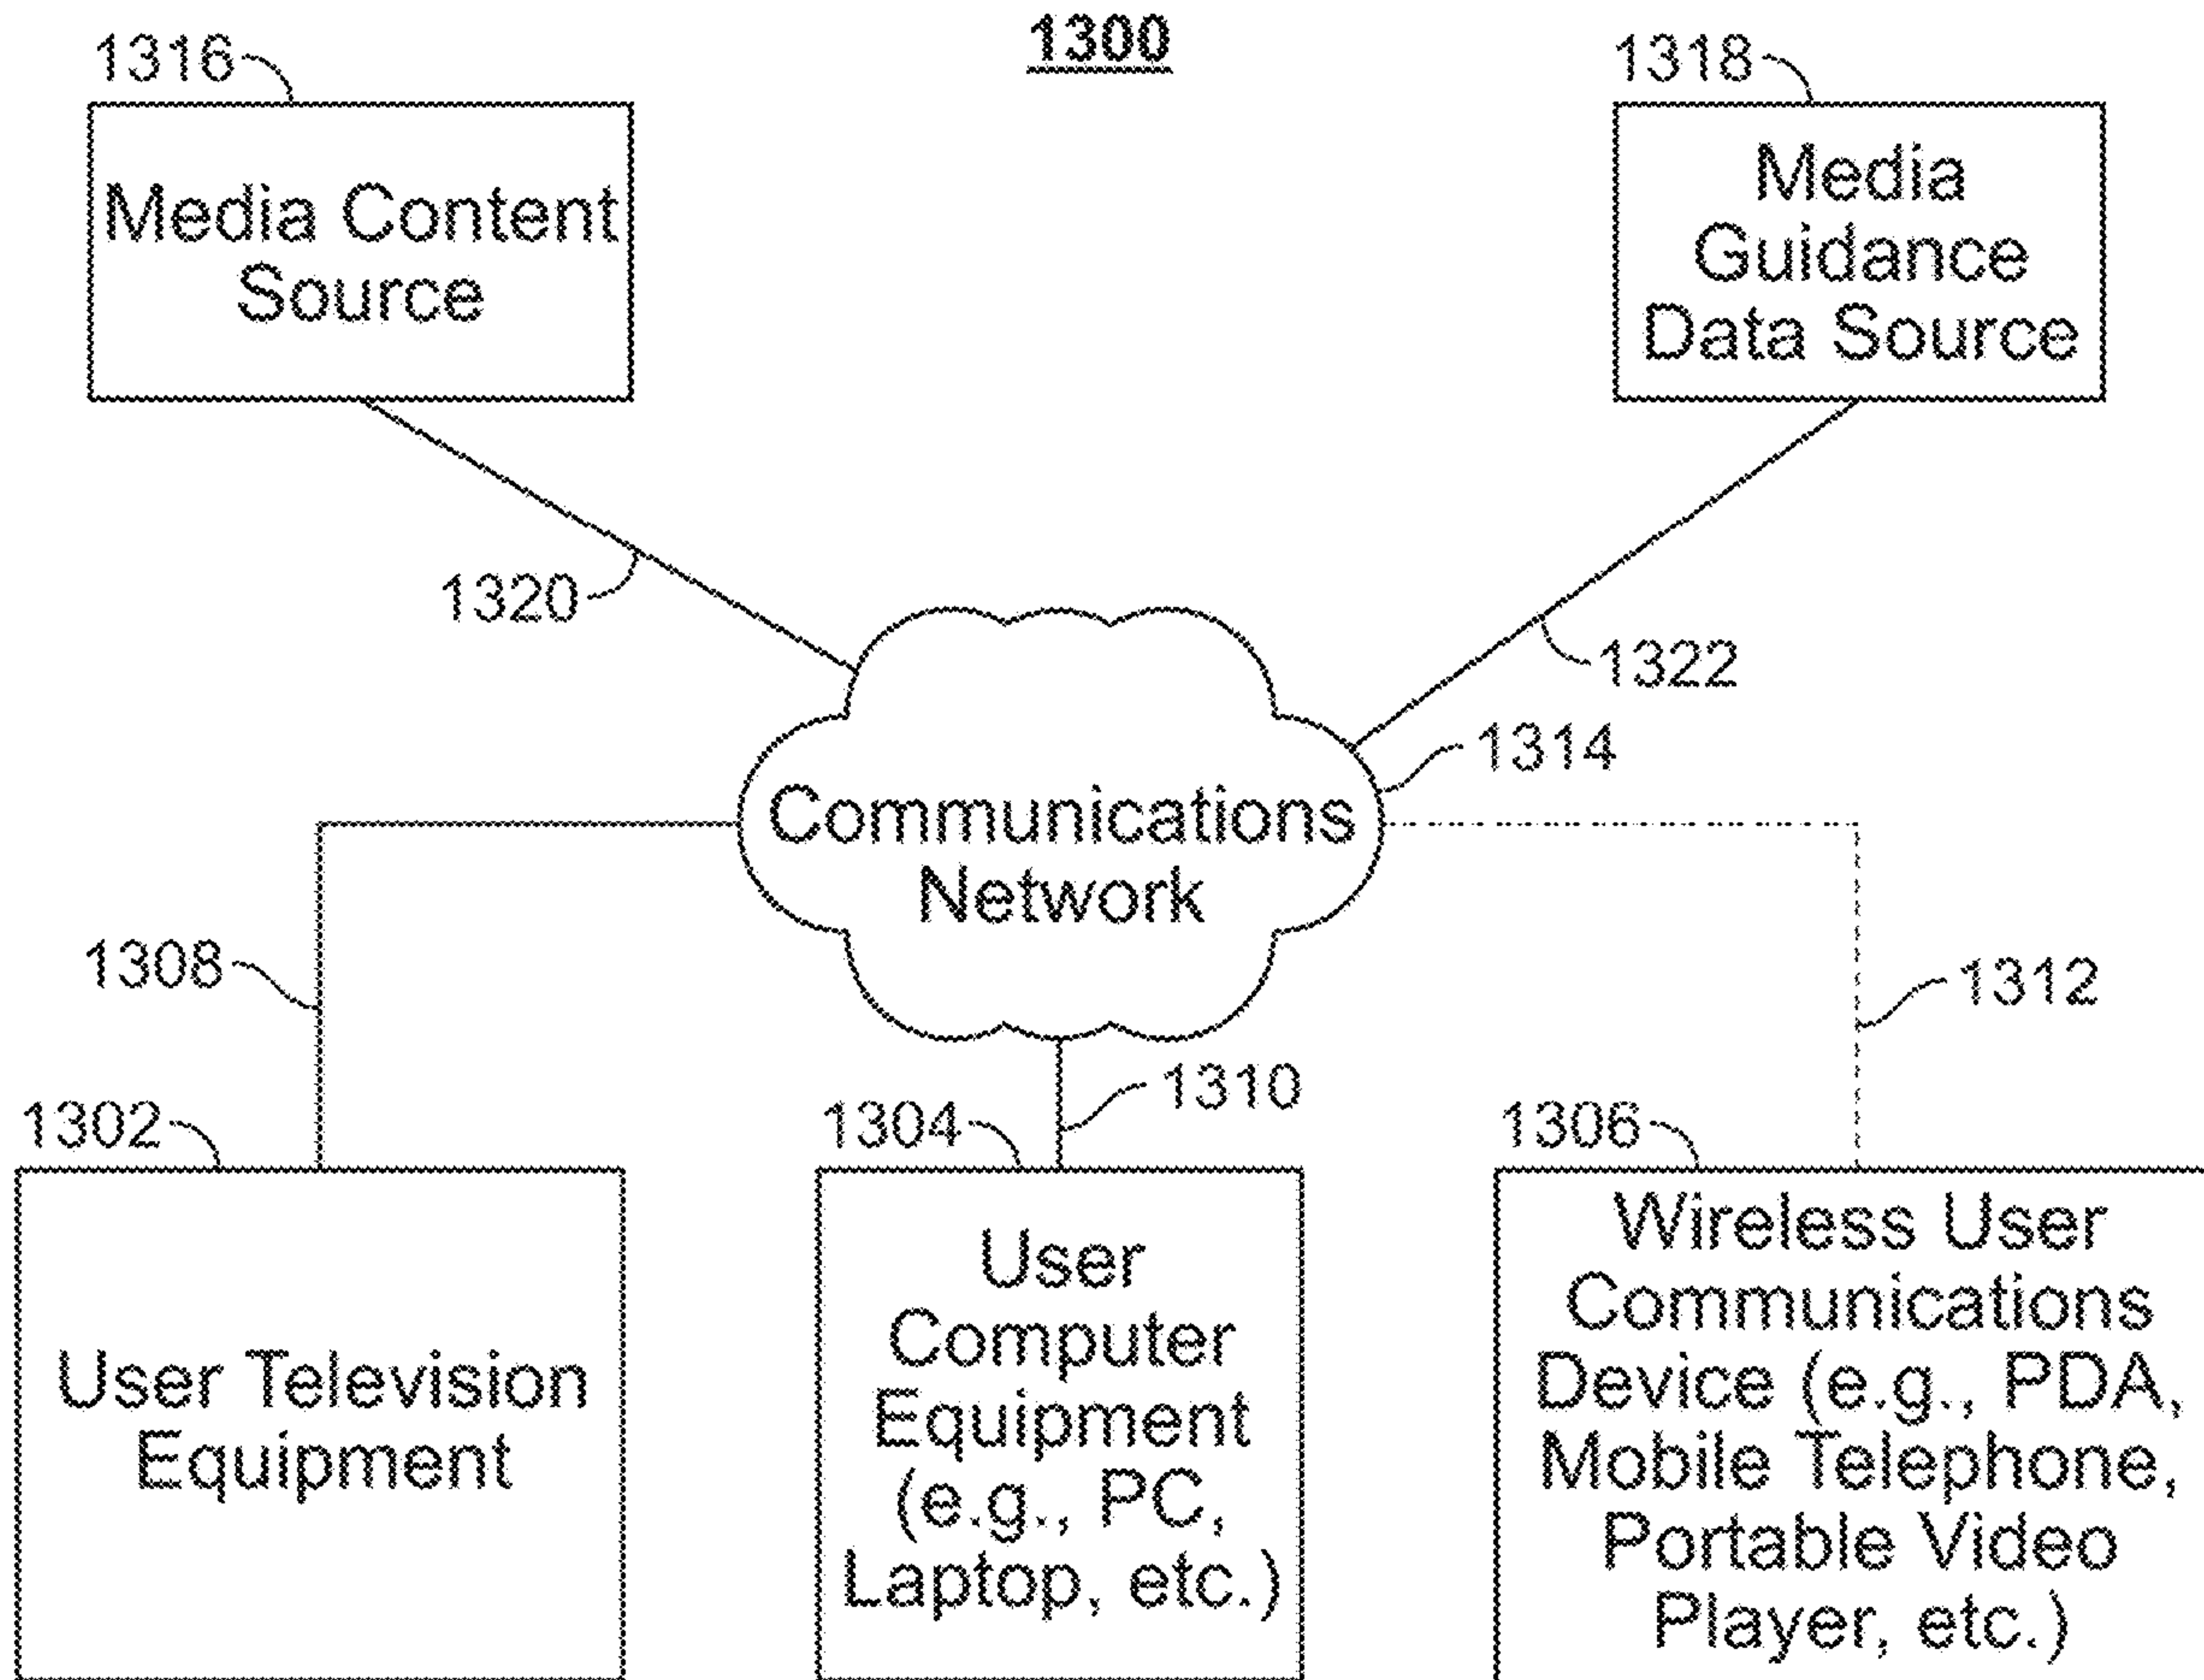 1300
1316
1318
Media Content
Source
Media
Guidance
Data Source
1320
1322
1314
Communications
Network
1308
1312
1310
1302
1304
1306
User Television
Equipment
User
Computer
Equipment
(e.g., PC,
Laptop, etc.)
Wireless User
Communications
Device (e.g., PDA,
Mobile Telephone,
Portable Video
Player, etc.)